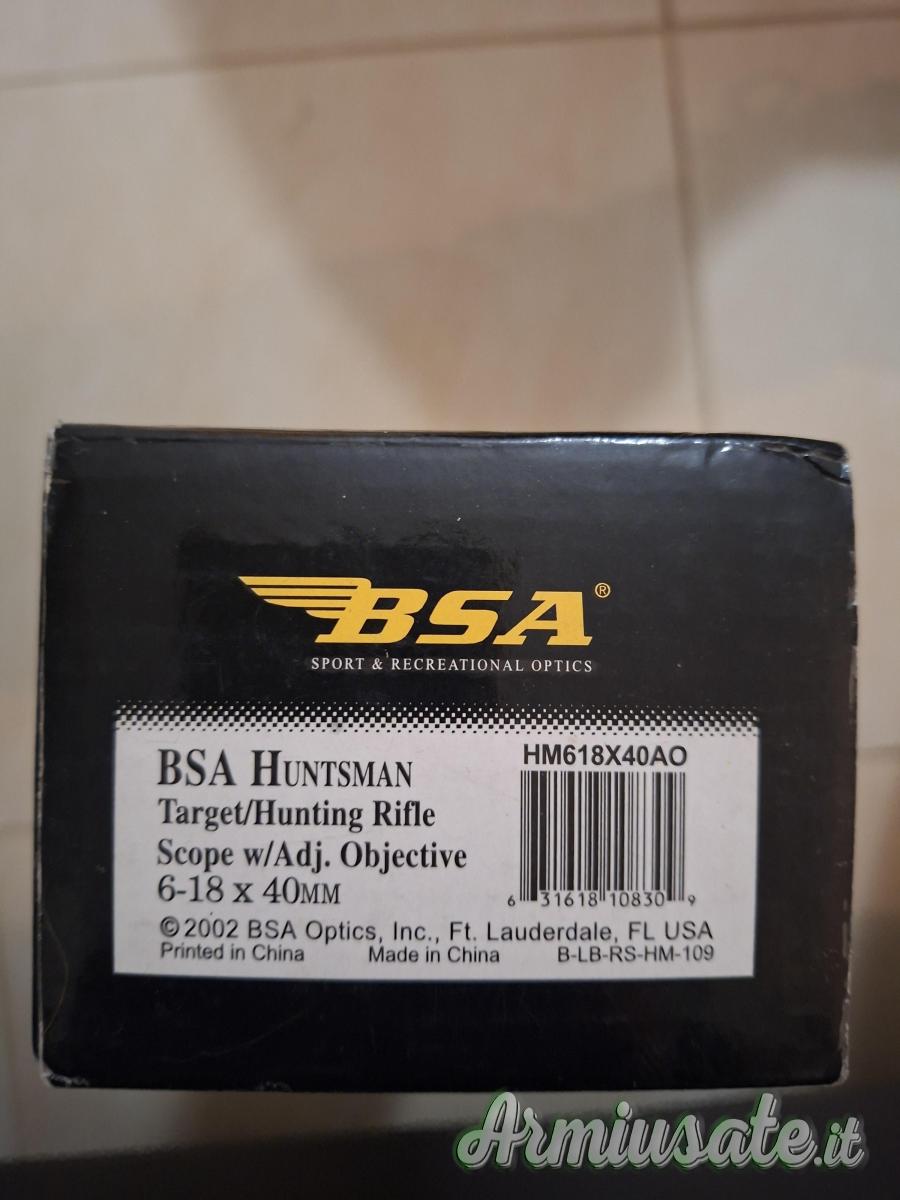 BSA®
SPORT & RECREATIONAL OPTICS
BSA HUNTSMAN
Target/Hunting Rifle
Scope w/Adj. Objective
6-18 x 40MM
HM618X40AO
6 31618 10830 9
©2002 BSA Optics, Inc., Ft. Lauderdale, FL USA
Printed in China Made in China B-LB-RS-HM-109
Armiusate.it